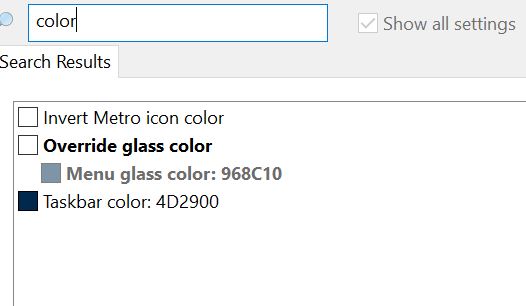 color
Show all settings
Search Results
Invert Metro icon color
Override glass color
Menu glass color: 968C10
Taskbar color: 4D2900